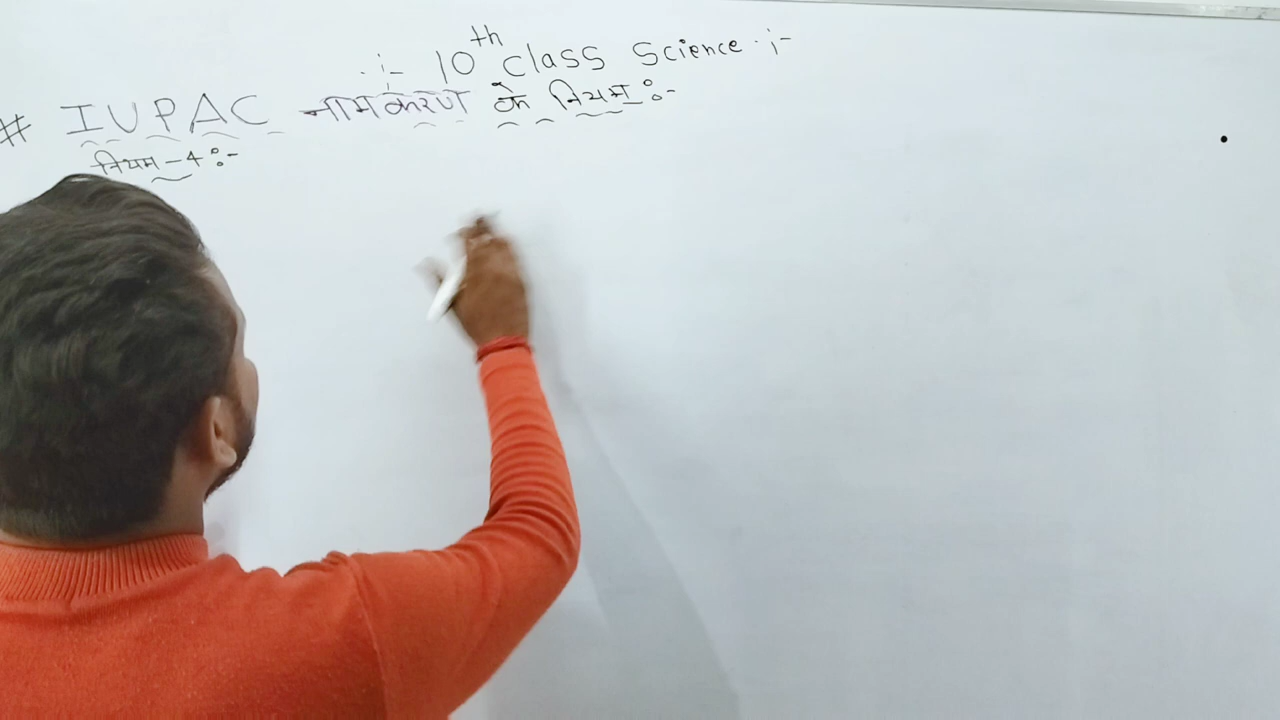 -:- 10th class Science :-
# IUPAC नामकरण के नियम :-
नियम - 4 :-